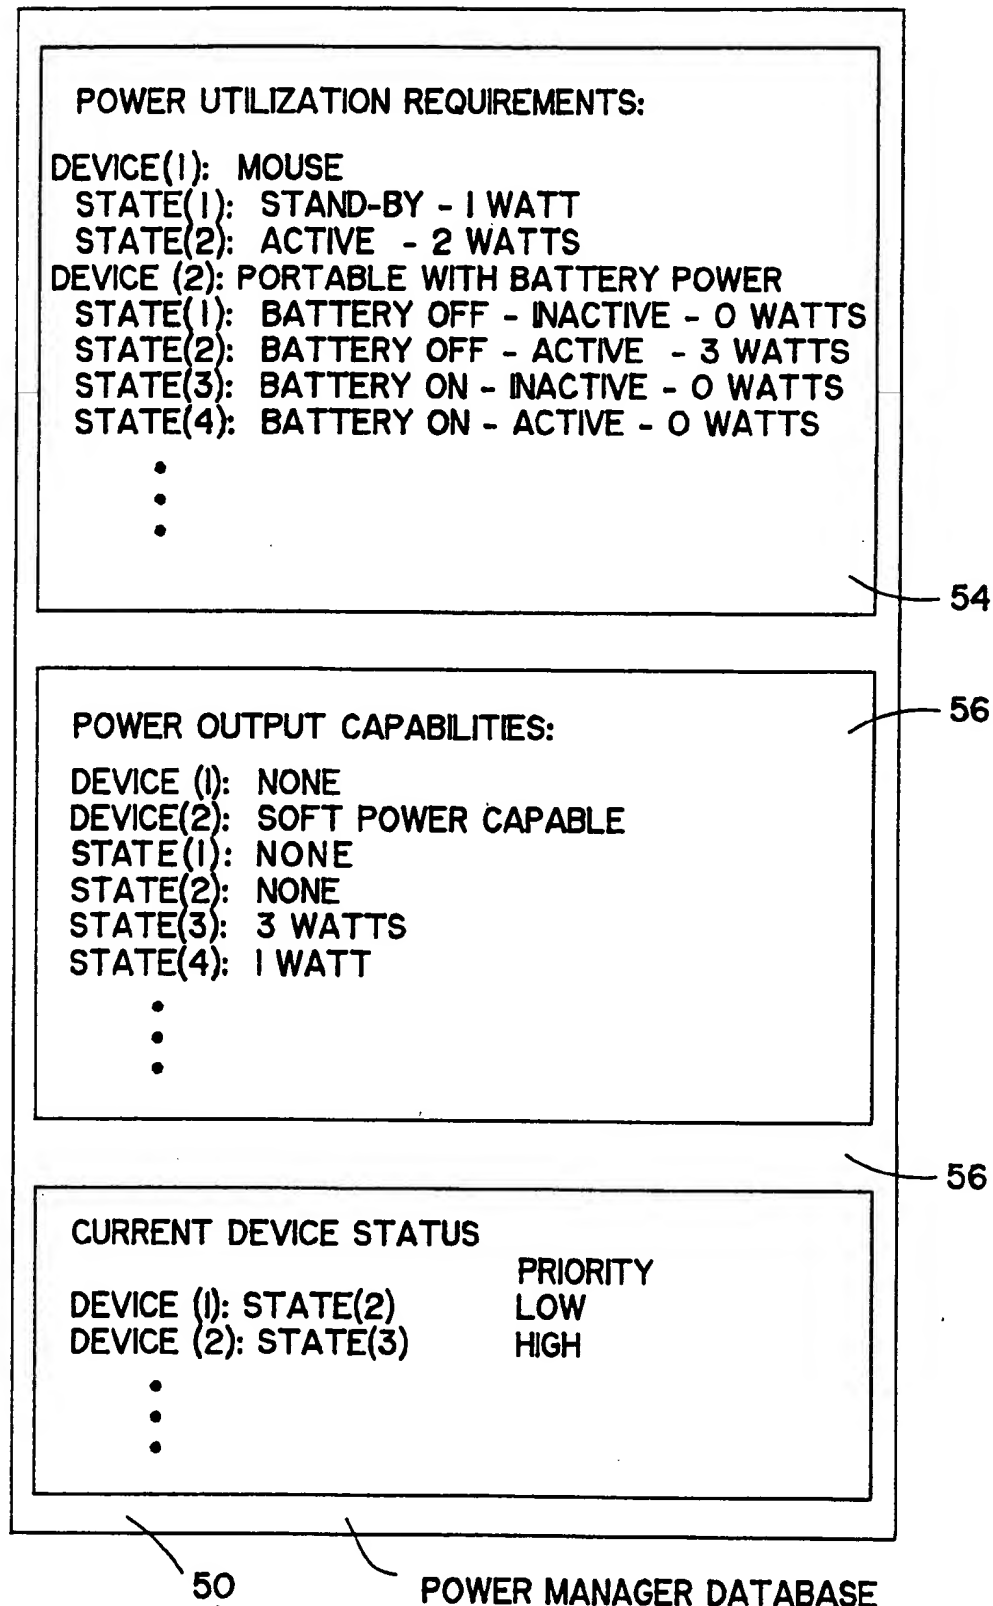 POWER UTILIZATION REQUIREMENTS:
DEVICE(1): MOUSE
STATE(1): STAND-BY - 1 WATT
STATE(2): ACTIVE - 2 WATTS
DEVICE (2): PORTABLE WITH BATTERY POWER
STATE(1): BATTERY OFF - INACTIVE - 0 WATTS
STATE(2): BATTERY OFF - ACTIVE - 3 WATTS
STATE(3): BATTERY ON - INACTIVE - 0 WATTS
STATE(4): BATTERY ON - ACTIVE - 0 WATTS
54
56
POWER OUTPUT CAPABILITIES:
DEVICE (1): NONE
DEVICE(2): SOFT POWER CAPABLE
STATE(1): NONE
STATE(2): NONE
STATE(3): 3 WATTS
STATE(4): 1 WATT
56
CURRENT DEVICE STATUS
PRIORITY
DEVICE (1): STATE(2) LOW
DEVICE (2): STATE(3) HIGH
50
POWER MANAGER DATABASE